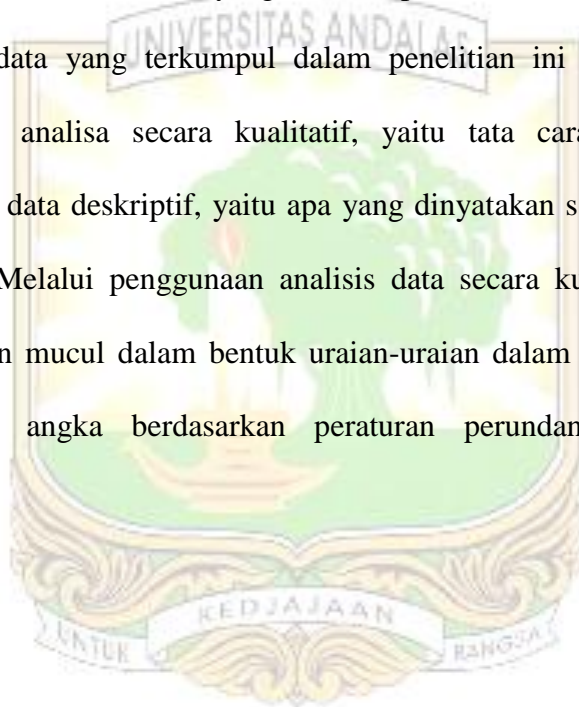 UNIVERSITAS ANDALAS
data yang terkumpul dalam penelitian ini
analisa secara kualitatif, yaitu tata cara
data deskriptif, yaitu apa yang dinyatakan s
Melalui penggunaan analisis data secara ku
n mucul dalam bentuk uraian-uraian dalam
angka berdasarkan peraturan perundan
KEDJAJAAN
UNTUK BANGSA